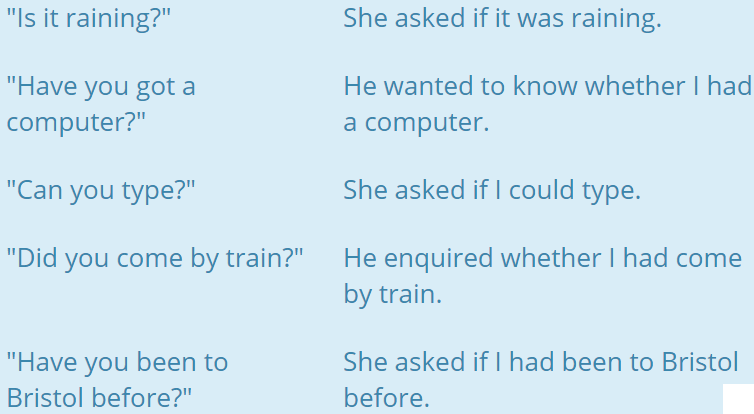 "Is it raining?"
She asked if it was raining.
"Have you got a
computer?"
He wanted to know whether I had
a computer.
"Can you type?"
She asked if I could type.
"Did you come by train?"
He enquired whether I had come
by train.
"Have you been to
Bristol before?"
She asked if I had been to Bristol
before.